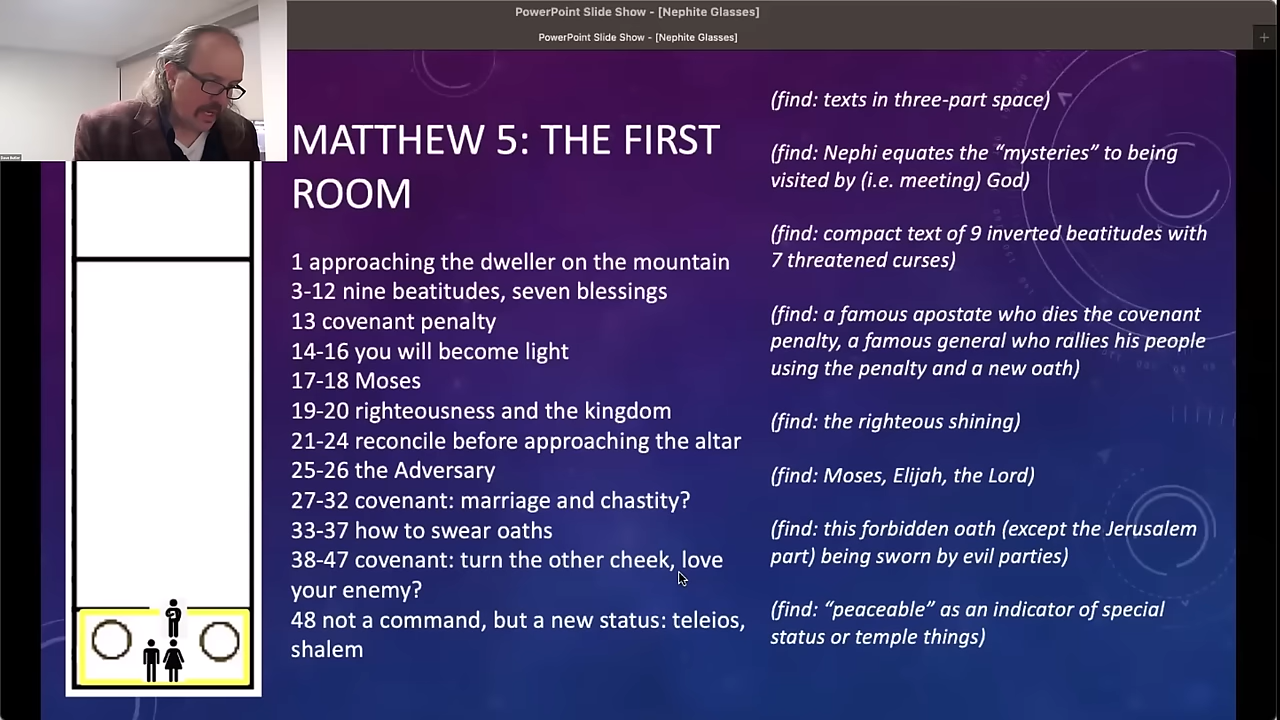 PowerPoint Slide Show - [Nephite Glasses]
PowerPoint Slide Show - [Nephite Glasses]
MATTHEW 5: THE FIRST
ROOM
1 approaching the dweller on the mountain
3-12 nine beatitudes, seven blessings
13 covenant penalty
14-16 you will become light
17-18 Moses
19-20 righteousness and the kingdom
21-24 reconcile before approaching the altar
25-26 the Adversary
27-32 covenant: marriage and chastity?
33-37 how to swear oaths
38-47 covenant: turn the other cheek, love
your enemy?
48 not a command, but a new status: teleios,
shalem
(find: texts in three-part space)
(find: Nephi equates the “mysteries” to being
visited by (i.e. meeting) God)
(find: compact text of 9 inverted beatitudes with
7 threatened curses)
(find: a famous apostate who dies the covenant
penalty, a famous general who rallies his people
using the penalty and a new oath)
(find: the righteous shining)
(find: Moses, Elijah, the Lord)
(find: this forbidden oath (except the Jerusalem
part) being sworn by evil parties)
(find: “peaceable” as an indicator of special
status or temple things)